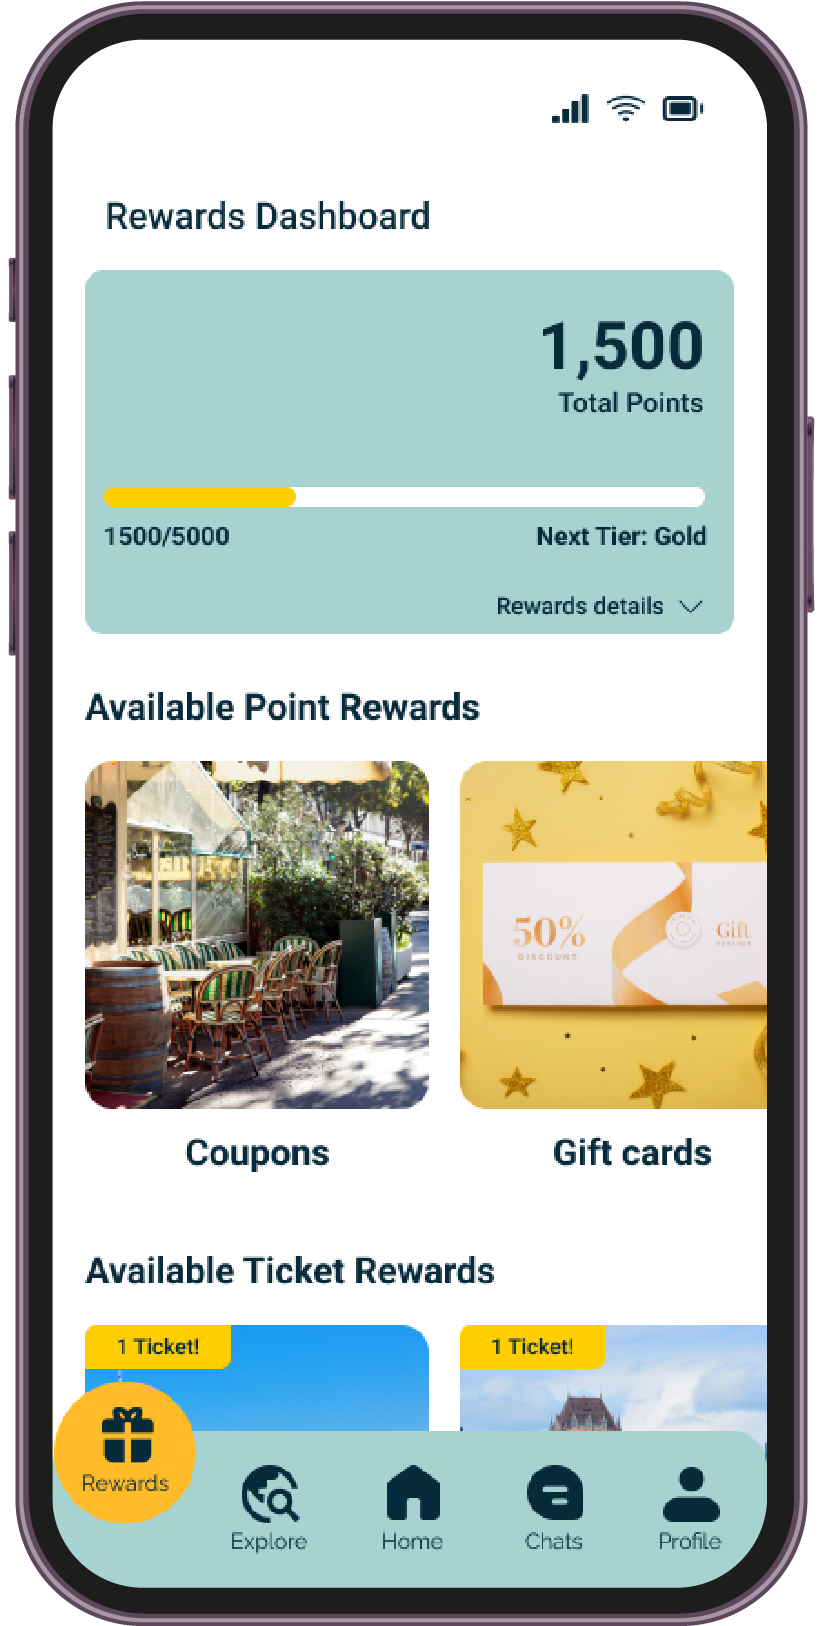 Rewards Dashboard
1,500
Total Points
1500/5000
Next Tier: Gold
Rewards details
Available Point Rewards
50%
DISCOUNT
Gift
Coupons
Gift cards
Available Ticket Rewards
1 Ticket!
1 Ticket!
Rewards
Explore
Home
Chats
Profile